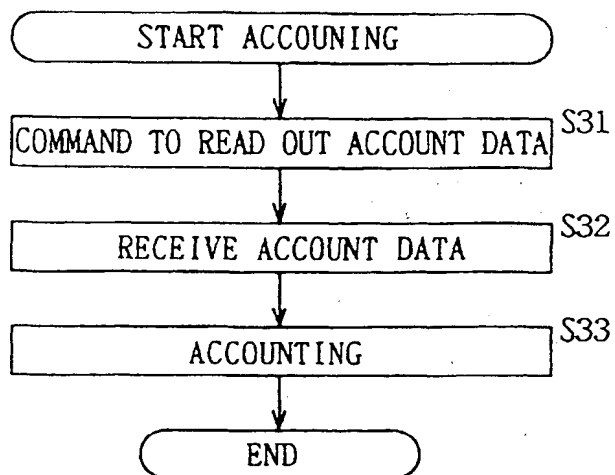 START ACCOUNING
S31
COMMAND TO READ OUT ACCOUNT DATA
S32
RECEIVE ACCOUNT DATA
S33
ACCOUNTING
END